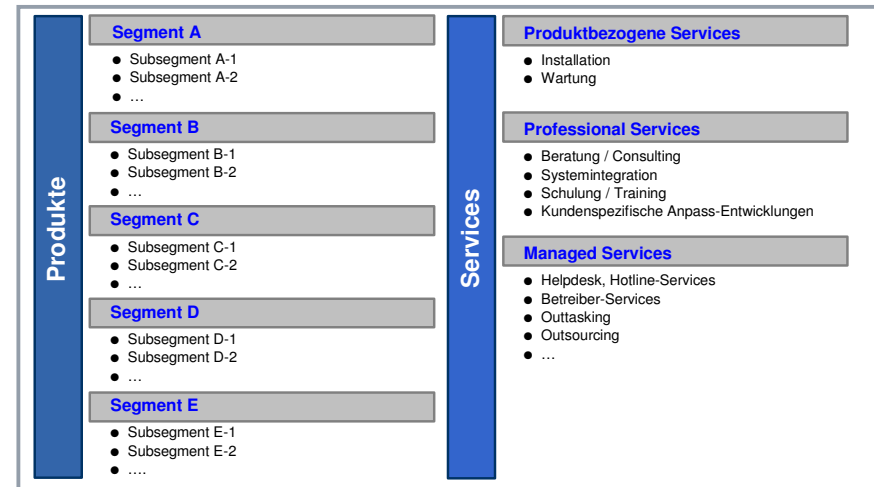 Produkte
Segment A
● Subsegment A-1
● Subsegment A-2
● …
Segment B
● Subsegment B-1
● Subsegment B-2
● …
Segment C
● Subsegment C-1
● Subsegment C-2
● …
Segment D
● Subsegment D-1
● Subsegment D-2
● …
Segment E
● Subsegment E-1
● Subsegment E-2
● ….
Services
Produktbezogene Services
● Installation
● Wartung
Professional Services
● Beratung / Consulting
● Systemintegration
● Schulung / Training
● Kundenspezifische Anpass-Entwicklungen
Managed Services
● Helpdesk, Hotline-Services
● Betreiber-Services
● Outtasking
● Outsourcing
● …